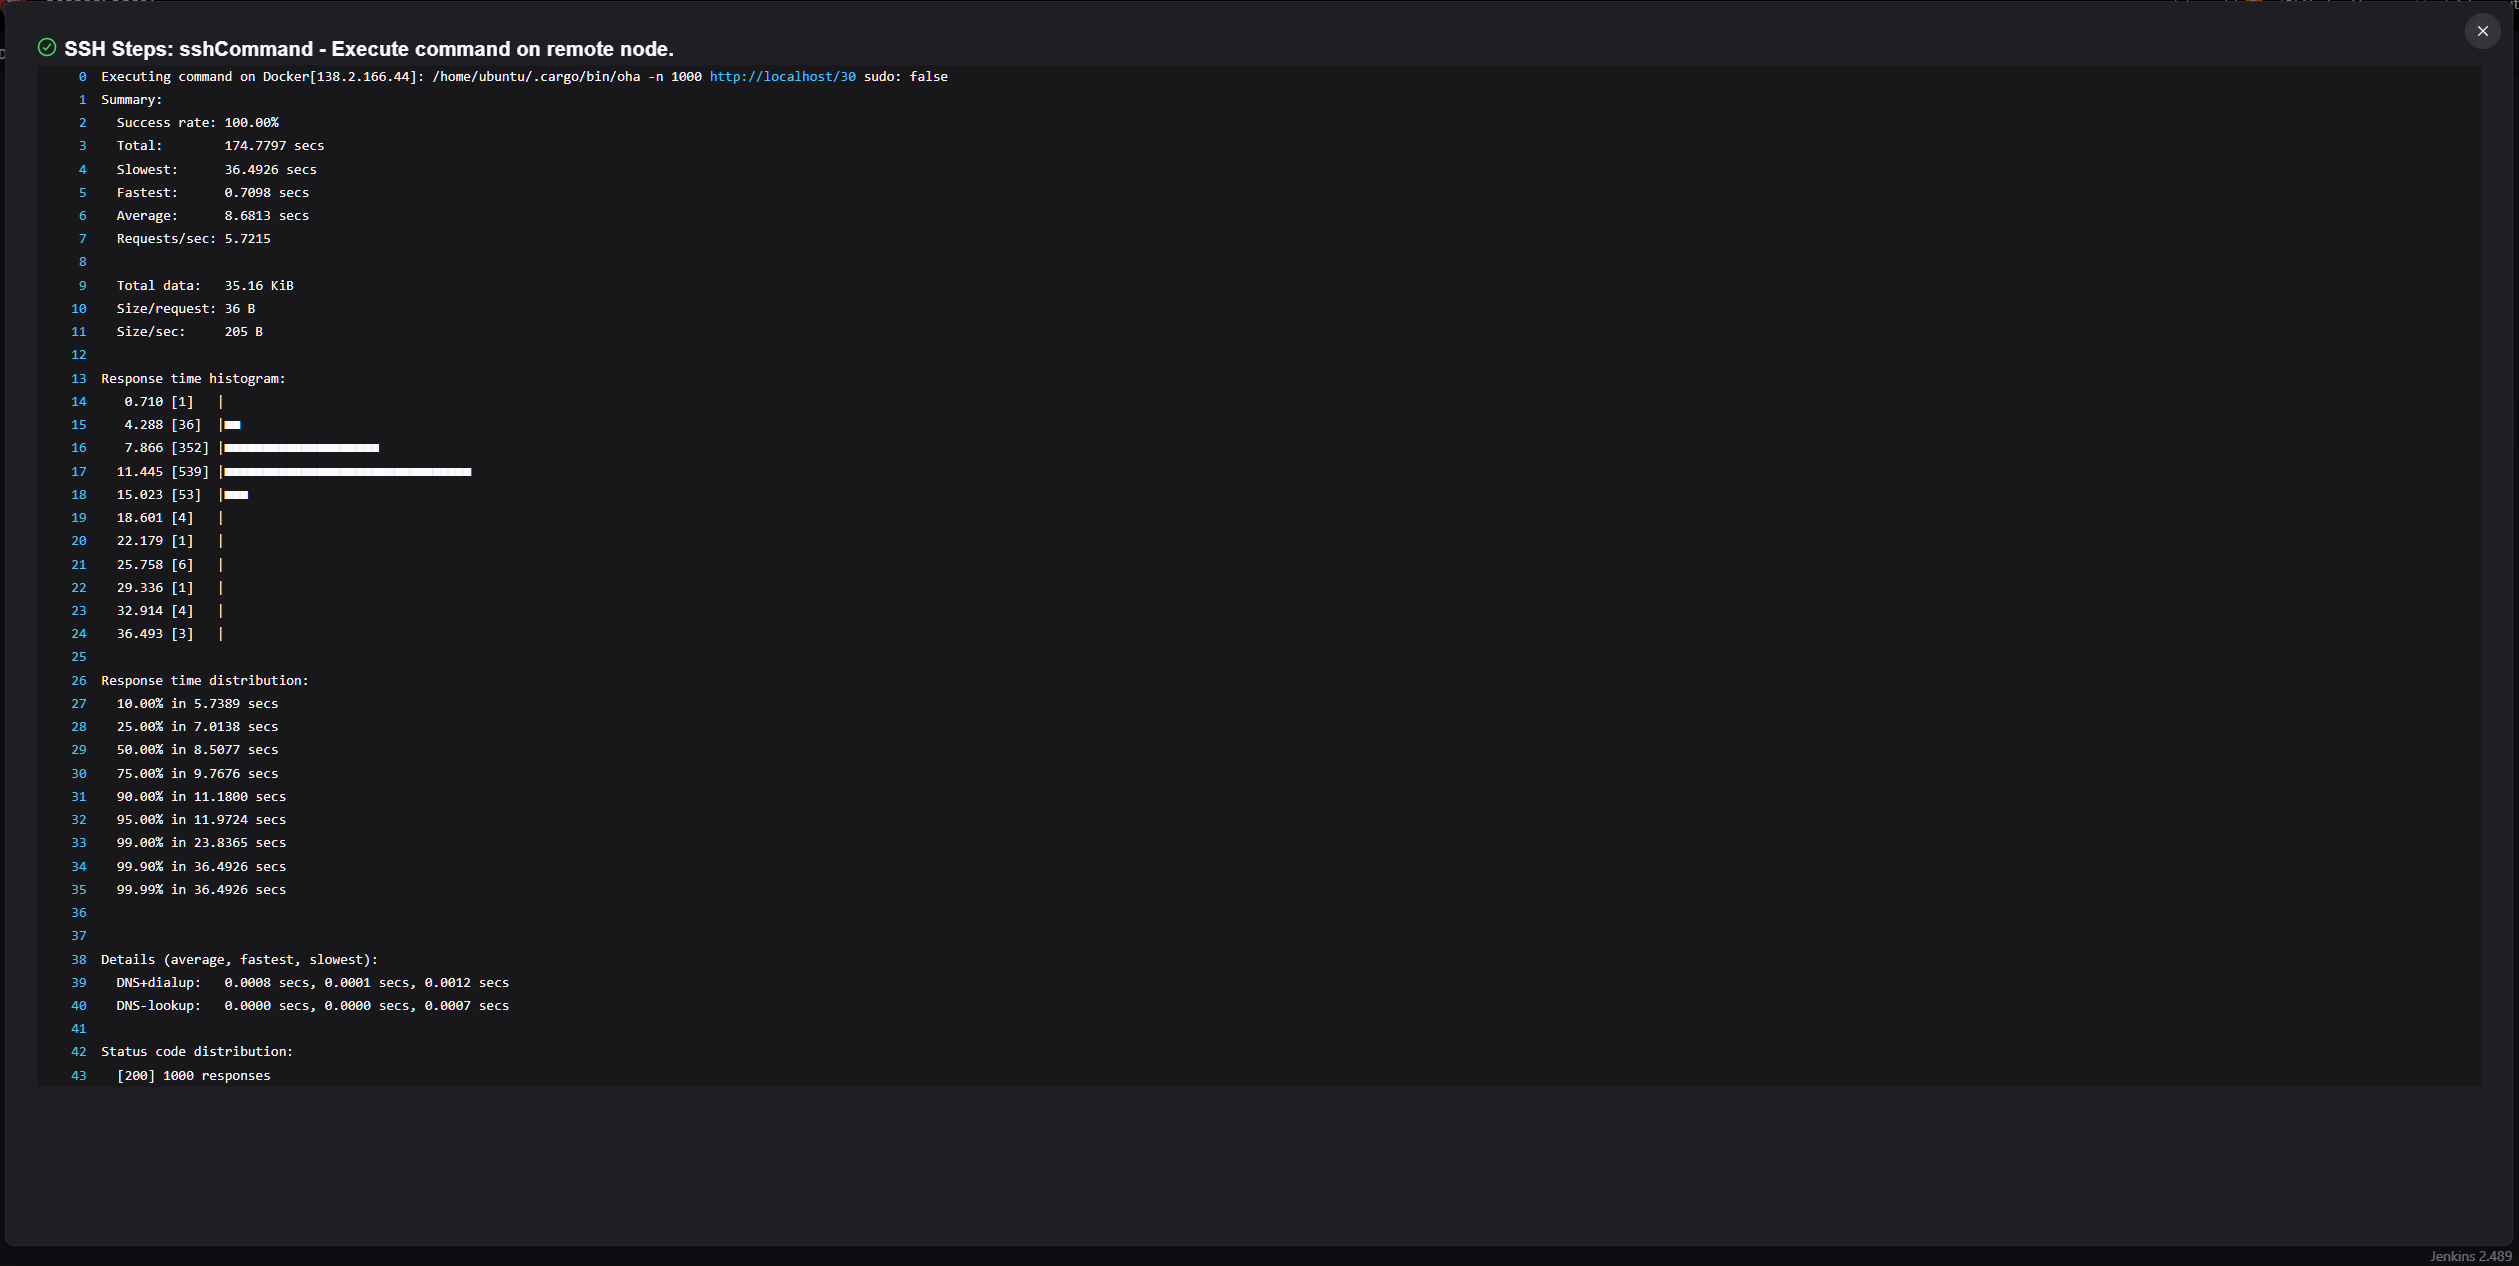 SSH Steps: sshCommand - Execute command on remote node.
0 Executing command on Docker[138.2.166.44]: /home/ubuntu/.cargo/bin/oha -n 1000 http://localhost/30 sudo: false
1 Summary:
2 Success rate: 100.00%
3 Total: 174.7797 secs
4 Slowest: 36.4926 secs
5 Fastest: 0.7098 secs
6 Average: 8.6813 secs
7 Requests/sec: 5.7215
8
9 Total data: 35.16 KiB
10 Size/request: 36 B
11 Size/sec: 205 B
12
13 Response time histogram:
14 0.710 [1] |
15 4.288 [36] |■■
16 7.866 [352] |■■■■■■■■■■■■■■■■■■■■
17 11.445 [539] |■■■■■■■■■■■■■■■■■■■■■■■■■■■■■■■■
18 15.023 [53] |■■■
19 18.601 [4] |
20 22.179 [1] |
21 25.758 [6] |
22 29.336 [1] |
23 32.914 [4] |
24 36.493 [3] |
25
26 Response time distribution:
27 10.00% in 5.7389 secs
28 25.00% in 7.0138 secs
29 50.00% in 8.5077 secs
30 75.00% in 9.7676 secs
31 90.00% in 11.1800 secs
32 95.00% in 11.9724 secs
33 99.00% in 23.8365 secs
34 99.90% in 36.4926 secs
35 99.99% in 36.4926 secs
36
37
38 Details (average, fastest, slowest):
39 DNS+dialup: 0.0008 secs, 0.0001 secs, 0.0012 secs
40 DNS-lookup: 0.0000 secs, 0.0000 secs, 0.0007 secs
41
42 Status code distribution:
43 [200] 1000 responses
Jenkins 2.489